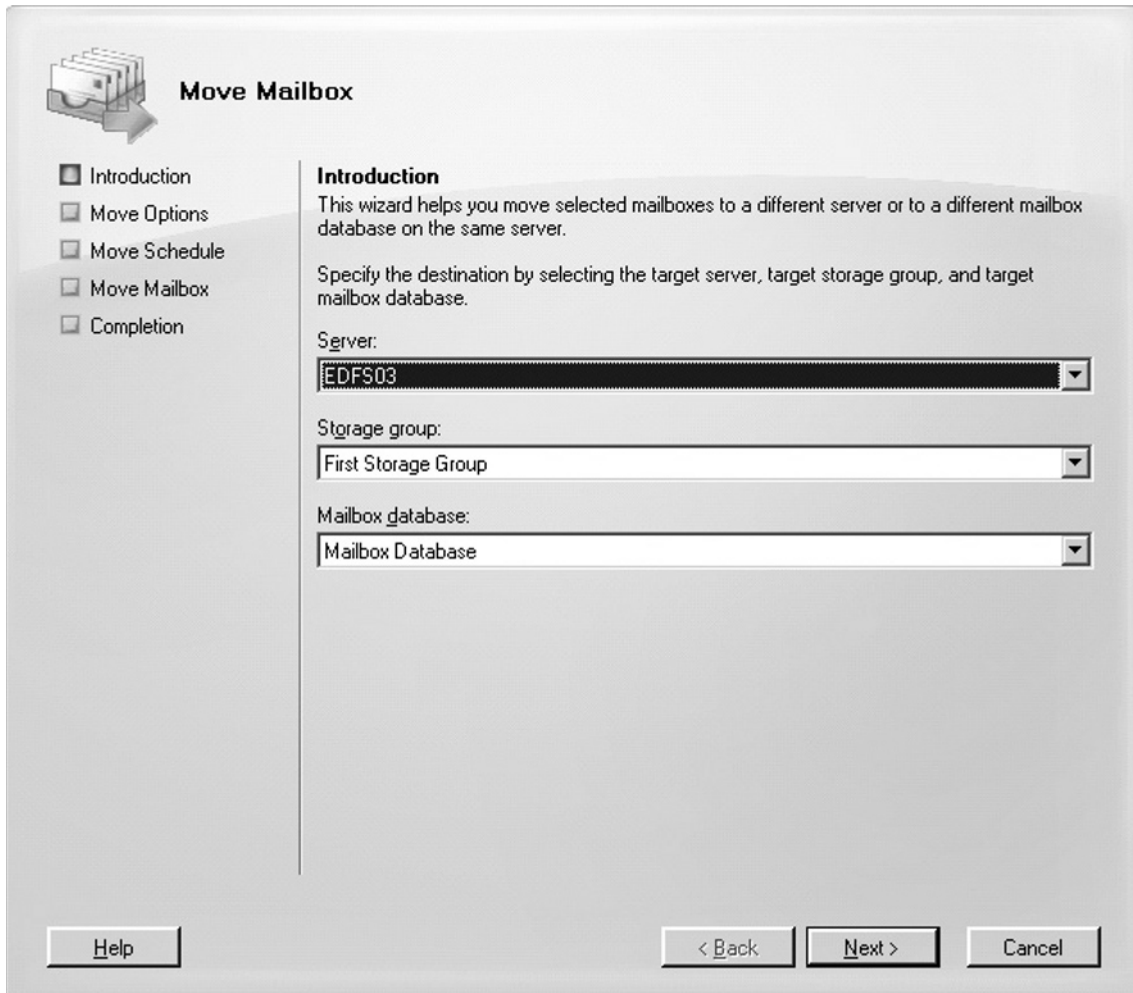 Move Mailbox
Introduction
Move Options
Move Schedule
Move Mailbox
Completion
Introduction
This wizard helps you move selected mailboxes to a different server or to a different mailbox
database on the same server.
Specify the destination by selecting the target server, target storage group, and target
mailbox database.
Server:
EDFS03
Storage group:
First Storage Group
Mailbox database:
Mailbox Database
Help
< Back
Next >
Cancel